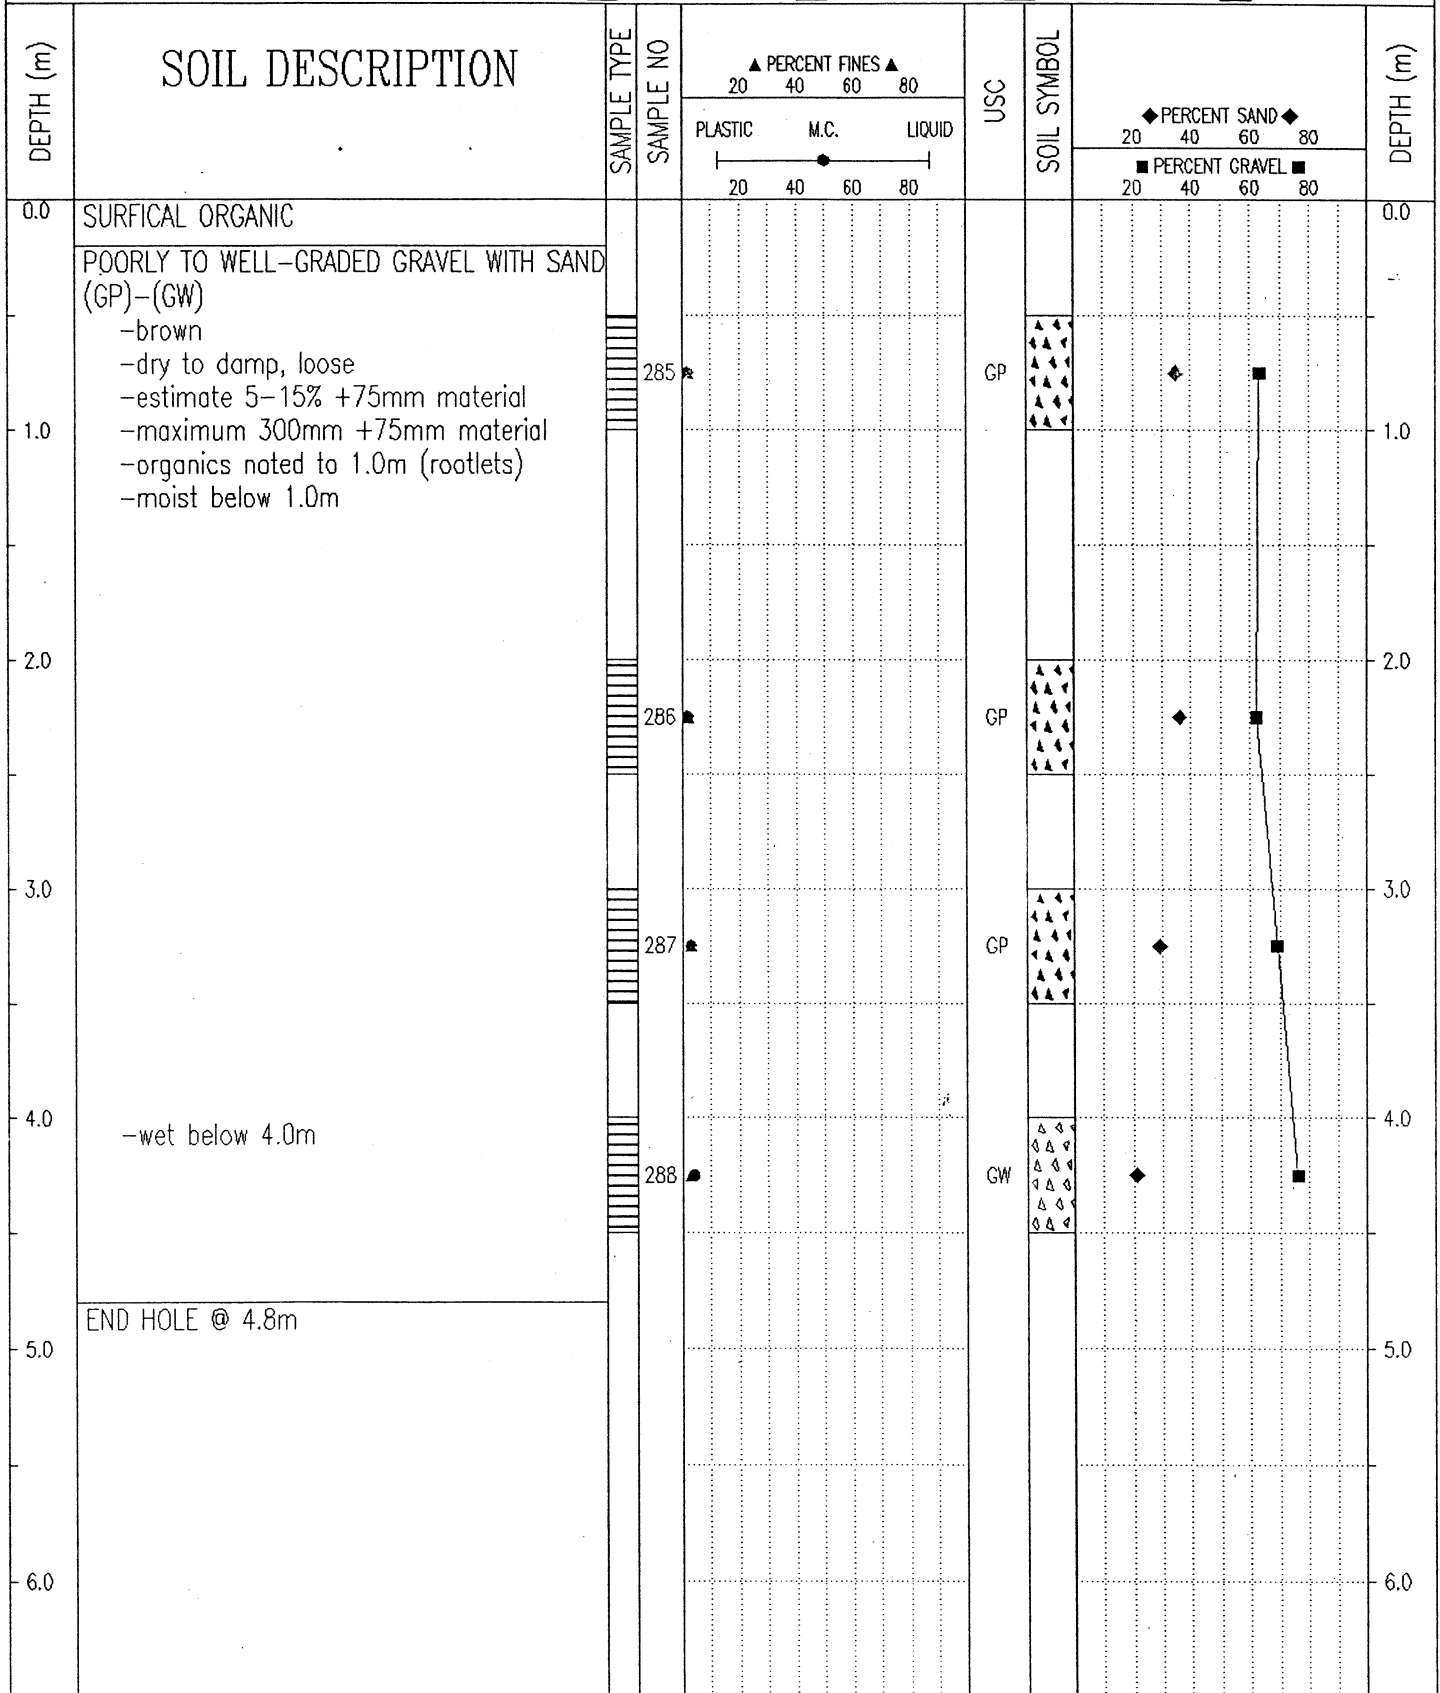 DEPTH (m)
SOIL DESCRIPTION
SAMPLE TYPE
SAMPLE NO
▲ PERCENT FINES ▲
20 40 60 80
PLASTIC M.C. LIQUID
20 40 60 80
USC
SOIL SYMBOL
◆PERCENT SAND◆
20 40 60 80
■ PERCENT GRAVEL ■
20 40 60 80
DEPTH (m)
0.0 SURFICAL ORGANIC 0.0
POORLY TO WELL-GRADED GRAVEL WITH SAND
(GP)-(GW)
-brown
-dry to damp, loose
285 GP
-estimate 5-15% +75mm material
1.0 -maximum 300mm +75mm material 1.0
-organics noted to 1.0m (rootlets)
-moist below 1.0m
2.0 2.0
286 GP
3.0 3.0
287 GP
4.0 4.0
-wet below 4.0m
288 GW
END HOLE @ 4.8m
5.0 5.0
6.0 6.0